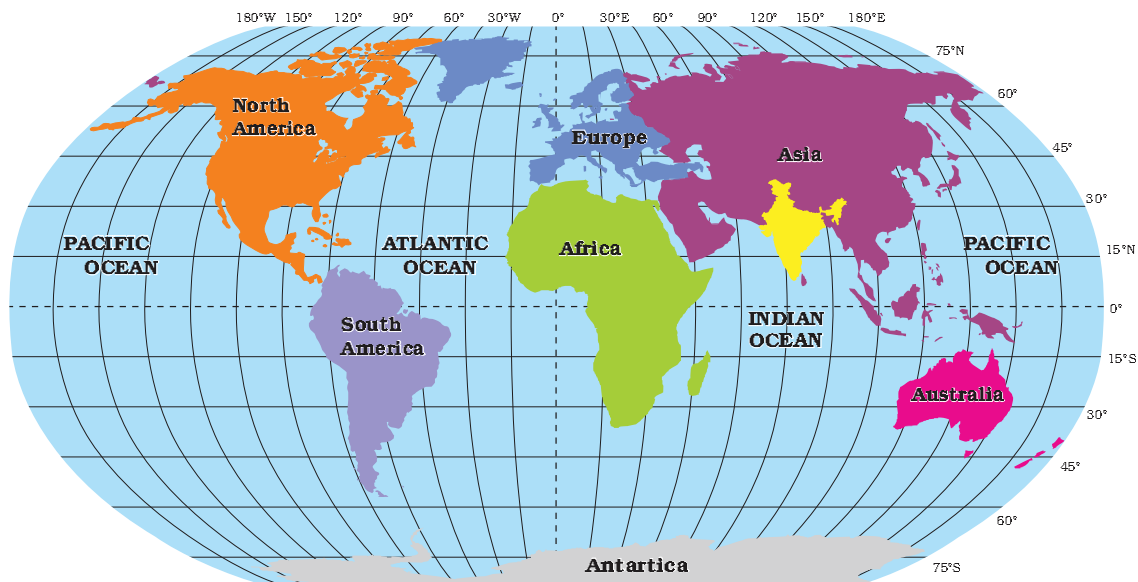 180°W 150° 120° 90° 60° 30°W 0° 30°E 60° 90° 120° 150° 180°E
75°N
60°
45°
30°
15°N
0°
15°S
30°
45°
60°
75°S
North
America
Europe
Asia
PACIFIC
OCEAN
ATLANTIC
OCEAN
Africa
PACIFIC
OCEAN
INDIAN
OCEAN
South
America
Australia
Antartica